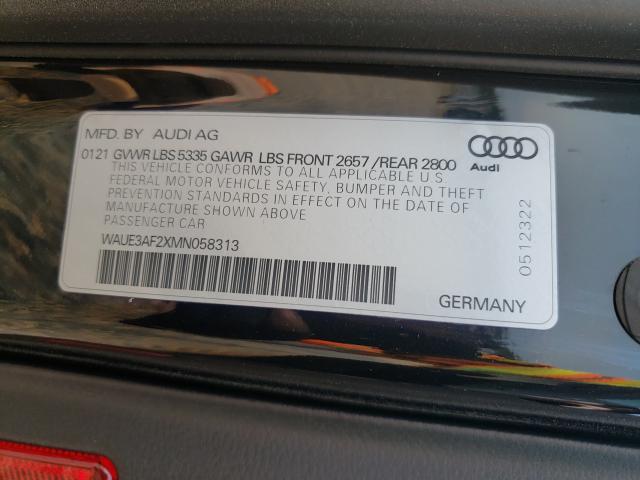 MFD. BY AUDI AG
0121 GVWR LBS 5335 GAWR LBS FRONT 2657 / REAR 2800
THIS VEHICLE CONFORMS TO ALL APPLICABLE U.S.
FEDERAL MOTOR VEHICLE SAFETY, BUMPER AND THEFT
PREVENTION STANDARDS IN EFFECT ON THE DATE OF
MANUFACTURE SHOWN ABOVE
PASSENGER CAR
WAUE3AF2XMN058313
Audi
0512322
GERMANY